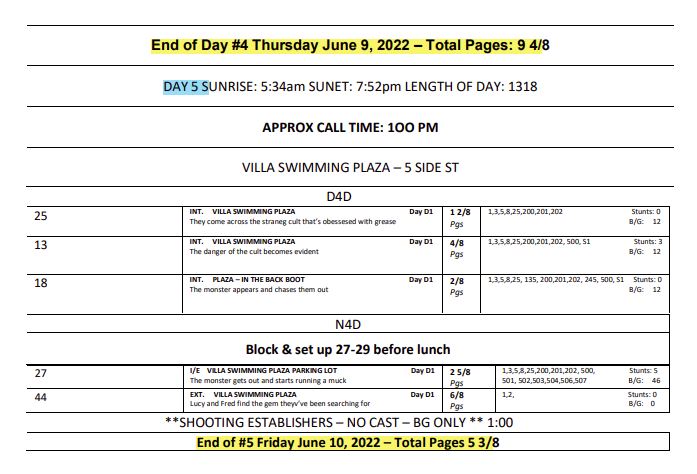 End of Day #4 Thursday June 9, 2022 – Total Pages: 9 4/8
DAY 5 SUNRISE: 5:34am SUNET: 7:52pm LENGTH OF DAY: 1318
APPROX CALL TIME: 1OO PM
VILLA SWIMMING PLAZA – 5 SIDE ST
D4D
25 INT. VILLA SWIMMING PLAZA Day D1 1 2/8 1,3,5,8,25,200,201,202 Stunts: 0
They come across the straneg cult that's obsessesed with grease Pgs B/G: 12
13 INT. VILLA SWIMMING PLAZA Day D1 4/8 1,3,5,8,25,200,201,202, 500, S1 Stunts: 3
The danger of the cult becomes evident Pgs B/G: 12
18 INT. PLAZA – IN THE BACK BOOT Day D1 2/8 1,3,5,8,25, 135, 200,201,202, 245, 500, S1 Stunts: 0
The monster appears and chases them out Pgs B/G: 12
N4D
Block & set up 27-29 before lunch
27 I/E VILLA SWIMMING PLAZA PARKING LOT Day D1 2 5/8 1,3,5,8,25,200,201,202, 500, Stunts: 5
The monster gets out and starts running a muck Pgs 501, 502,503,504,506,507 B/G: 46
44 EXT. VILLA SWIMMING PLAZA Day D1 6/8 1,2, Stunts: 0
Lucy and Fred find the gem theyv've been searching for Pgs B/G: 0
**SHOOTING ESTABLISHERS – NO CAST – BG ONLY ** 1:00
End of #5 Friday June 10, 2022 – Total Pages 5 3/8